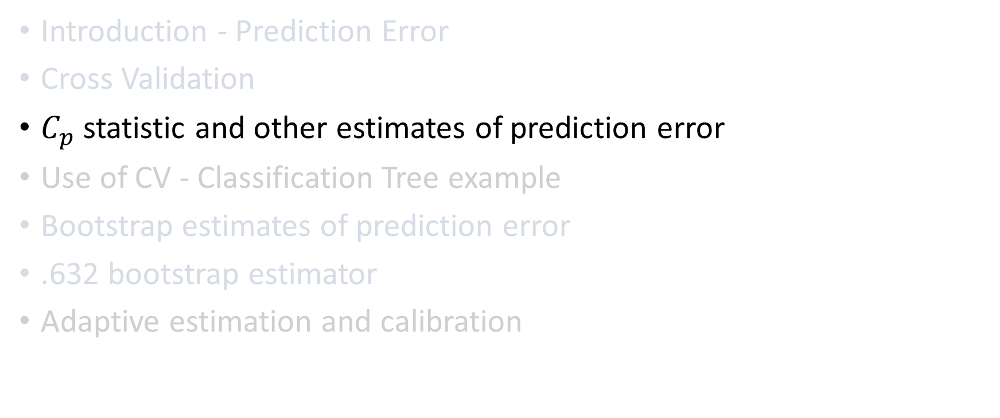 • Introduction - Prediction Error
• Cross Validation
• $C_p$ statistic and other estimates of prediction error
• Use of CV - Classification Tree example
• Bootstrap estimates of prediction error
• .632 bootstrap estimator
• Adaptive estimation and calibration